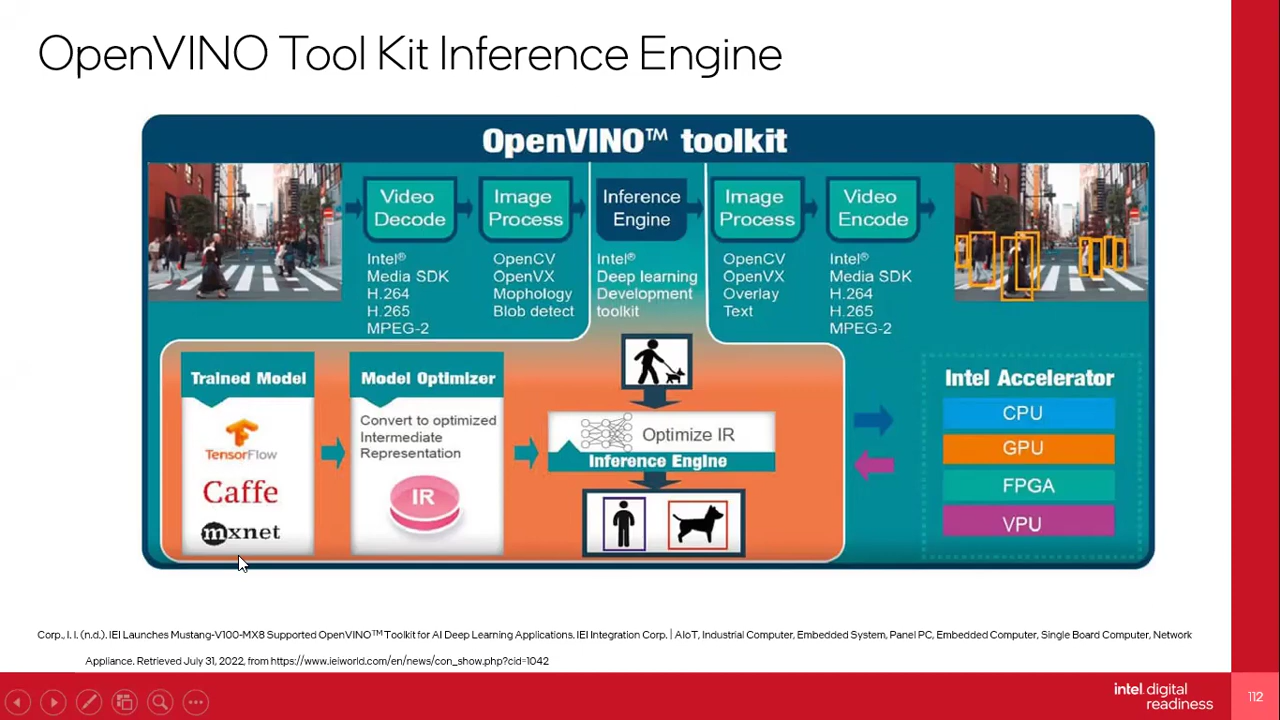 OpenVINO Tool Kit Inference Engine
OpenVINO™ toolkit
Video
Decode
Intel®
Media SDK
H.264
H.265
MPEG-2
Image
Process
OpenCV
OpenVX
Mophology
Blob detect
Inference
Engine
Intel®
Deep learning
Development
toolkit
Image
Process
OpenCV
OpenVX
Overlay
Text
Video
Encode
Intel®
Media SDK
H.264
H.265
MPEG-2
Trained Model
TensorFlow
Caffe
mxnet
Model Optimizer
Convert to optimized
Intermediate
Representation
IR
Optimize IR
Inference Engine
Intel Accelerator
CPU
GPU
FPGA
VPU
Corp., I. I. (n.d.). IEI Launches Mustang-V100-MX8 Supported OpenVINO™ Toolkit for AI Deep Learning Applications. IEI Integration Corp. | AIoT, Industrial Computer, Embedded System, Panel PC, Embedded Computer, Single Board Computer, Network
Appliance. Retrieved July 31, 2022, from https://www.ieiworld.com/en/news/con_show.php?cid=1042
intel. digital
readiness
112